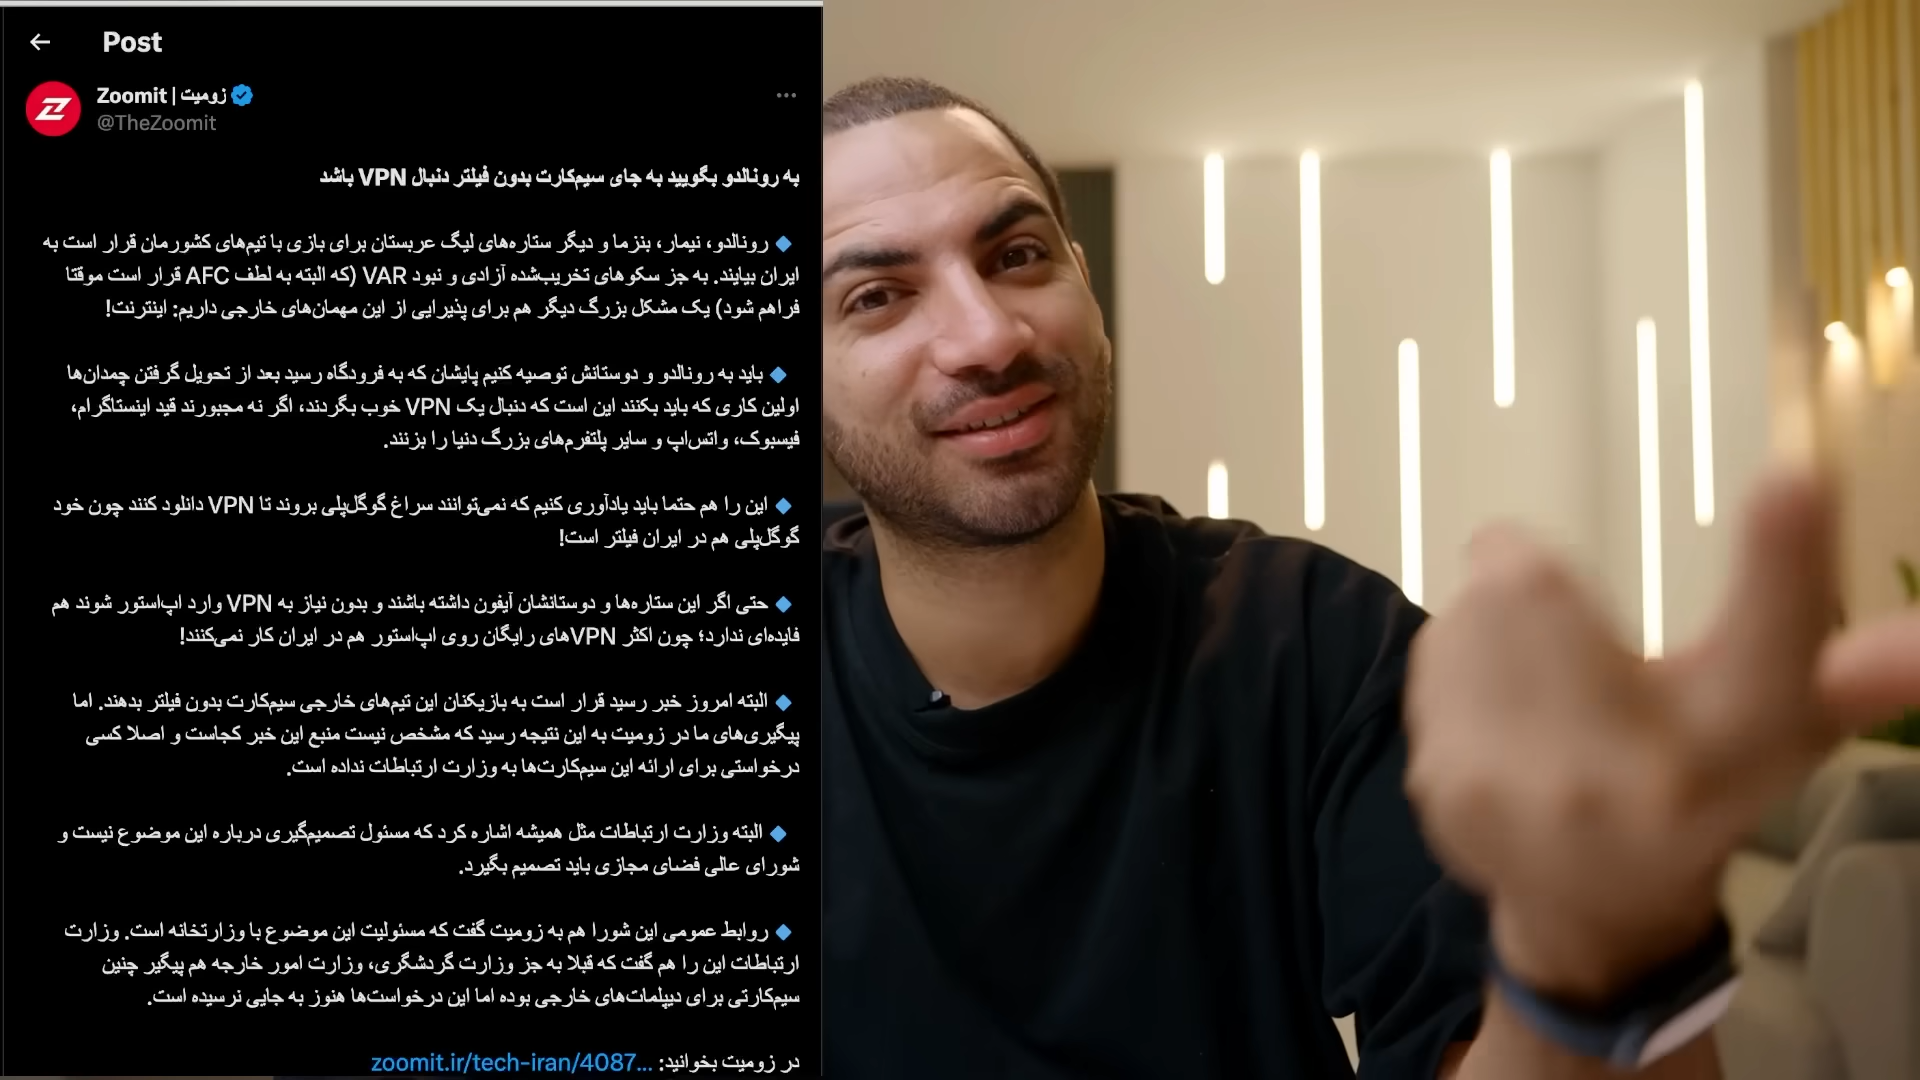 Post
Zoomit | زومیت
@TheZoomit
به رونالدو بگویید به جای سیم‌کارت بدون فیلتر دنبال VPN باشد
🔹 رونالدو، نیمار، بنزما و دیگر ستاره‌های لیگ عربستان برای بازی با تیم‌های کشورمان قرار است به
ایران بیایند. به جز سکوهای تخریب‌شده آزادی و نبود VAR (که البته به لطف AFC قرار است موقتا
فراهم شود) یک مشکل بزرگ دیگر هم برای پذیرایی از این مهمان‌های خارجی داریم: اینترنت!
🔹 باید به رونالدو و دوستانش توصیه کنیم پایشان که به فرودگاه رسید بعد از تحویل گرفتن چمدان‌ها
اولین کاری که باید بکنند این است که دنبال یک VPN خوب بگردند، اگر نه مجبورند قید اینستاگرام،
فیسبوک، واتس‌اپ و سایر پلتفرم‌های بزرگ دنیا را بزنند.
🔹 این را هم حتما باید یادآوری کنیم که نمی‌توانند سراغ گوگل‌پلی بروند تا VPN دانلود کنند چون خود
گوگل‌پلی هم در ایران فیلتر است!
🔹 حتی اگر این ستاره‌ها و دوستانشان آیفون داشته باشند و بدون نیاز به VPN وارد اپ‌استور شوند هم
فایده‌ای ندارد؛ چون اکثر VPNهای رایگان روی اپ‌استور هم در ایران کار نمی‌کنند!
🔹 البته امروز خبر رسید قرار است به بازیکنان این تیم‌های خارجی سیم‌کارت بدون فیلتر بدهند. اما
پیگیری‌های ما در زومیت به این نتیجه رسید که مشخص نیست منبع این خبر کجاست و اصلا کسی
درخواستی برای ارائه این سیم‌کارت‌ها به وزارت ارتباطات نداده است.
🔹 البته وزارت ارتباطات مثل همیشه اشاره کرد که مسئول تصمیم‌گیری درباره این موضوع نیست و
شورای عالی فضای مجازی باید تصمیم بگیرد.
🔹 روابط عمومی این شورا هم به زومیت گفت که مسئولیت این موضوع با وزارتخانه است. وزارت
ارتباطات این را هم گفت که قبلا به جز وزارت گردشگری، وزارت امور خارجه هم پیگیر چنین
سیم‌کارتی برای دیپلمات‌های خارجی بوده اما این درخواست‌ها هنوز به جایی نرسیده است.
در زومیت بخوانید: zoomit.ir/tech-iran/4087...